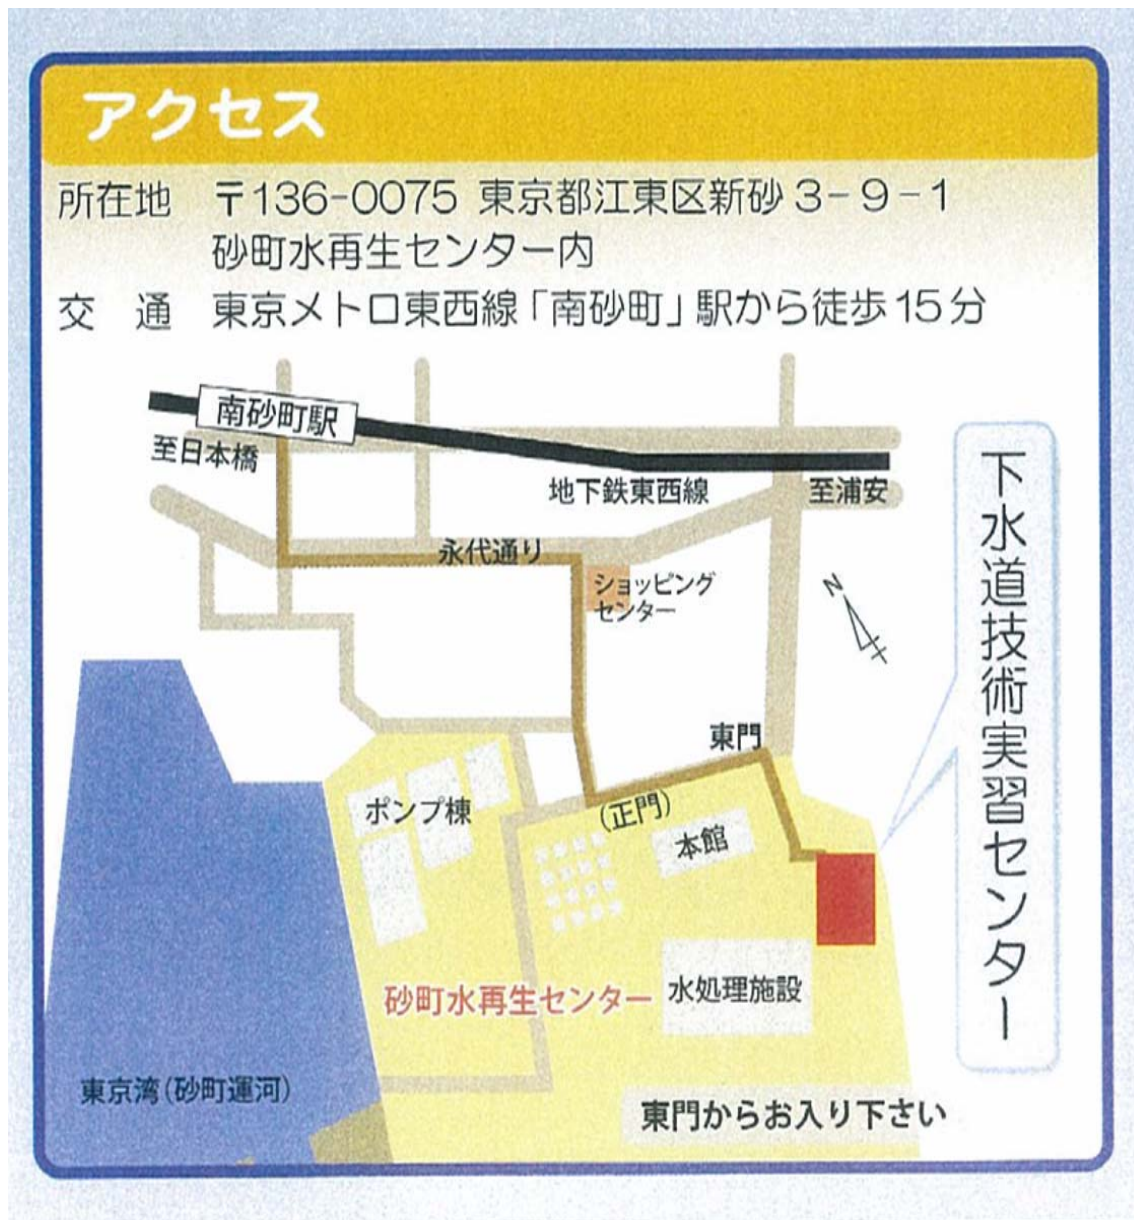 アクセス
所在地 〒136-0075 東京都江東区新砂3-9-1
砂町水再生センター内
交 通 東京メトロ東西線「南砂町」駅から徒歩15分
南砂町駅
至日本橋
地下鉄東西線
至浦安
永代通り
ショッピング
センター
N
下水道技術実習センター
東門
(正門)
ポンプ棟
本館
砂町水再生センター
水処理施設
東京湾(砂町運河)
東門からお入り下さい